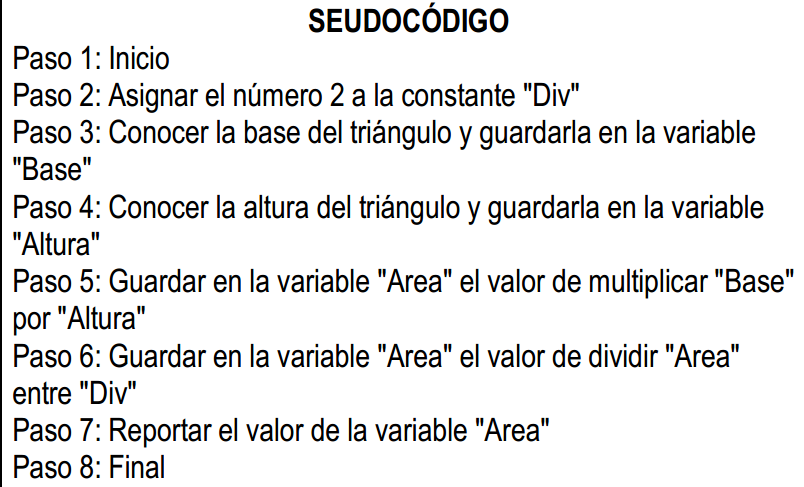 SEUDOCÓDIGO
Paso 1: Inicio
Paso 2: Asignar el número 2 a la constante "Div"
Paso 3: Conocer la base del triángulo y guardarla en la variable
"Base"
Paso 4: Conocer la altura del triángulo y guardarla en la variable
"Altura"
Paso 5: Guardar en la variable "Area" el valor de multiplicar "Base"
por "Altura"
Paso 6: Guardar en la variable "Area" el valor de dividir "Area"
entre "Div"
Paso 7: Reportar el valor de la variable "Area"
Paso 8: Final